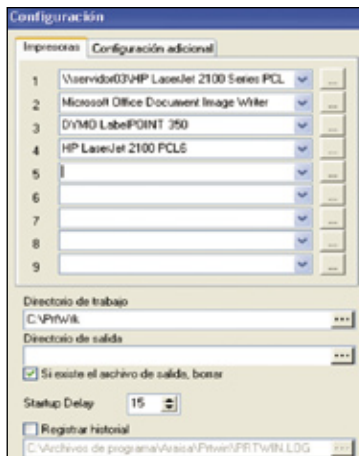 Configuración
Impresoras Configuración adicional
1 \\servidor03\HP LaserJet 2100 Series PCL ...
2 Microsoft Office Document Image Writer ...
3 DYMO LabelPOINT 350 ...
4 HP LaserJet 2100 PCL6 ...
5 ...
6 ...
7 ...
8 ...
9 ...
Directorio de trabajo
C:\PrtWrk ...
Directorio de salida
...
Si existe el archivo de salida, borrar
Startup Delay 15
Registrar historial
C:\Archivos de programa\Avaisa\Prtwin\PRTWIN.LOG ...